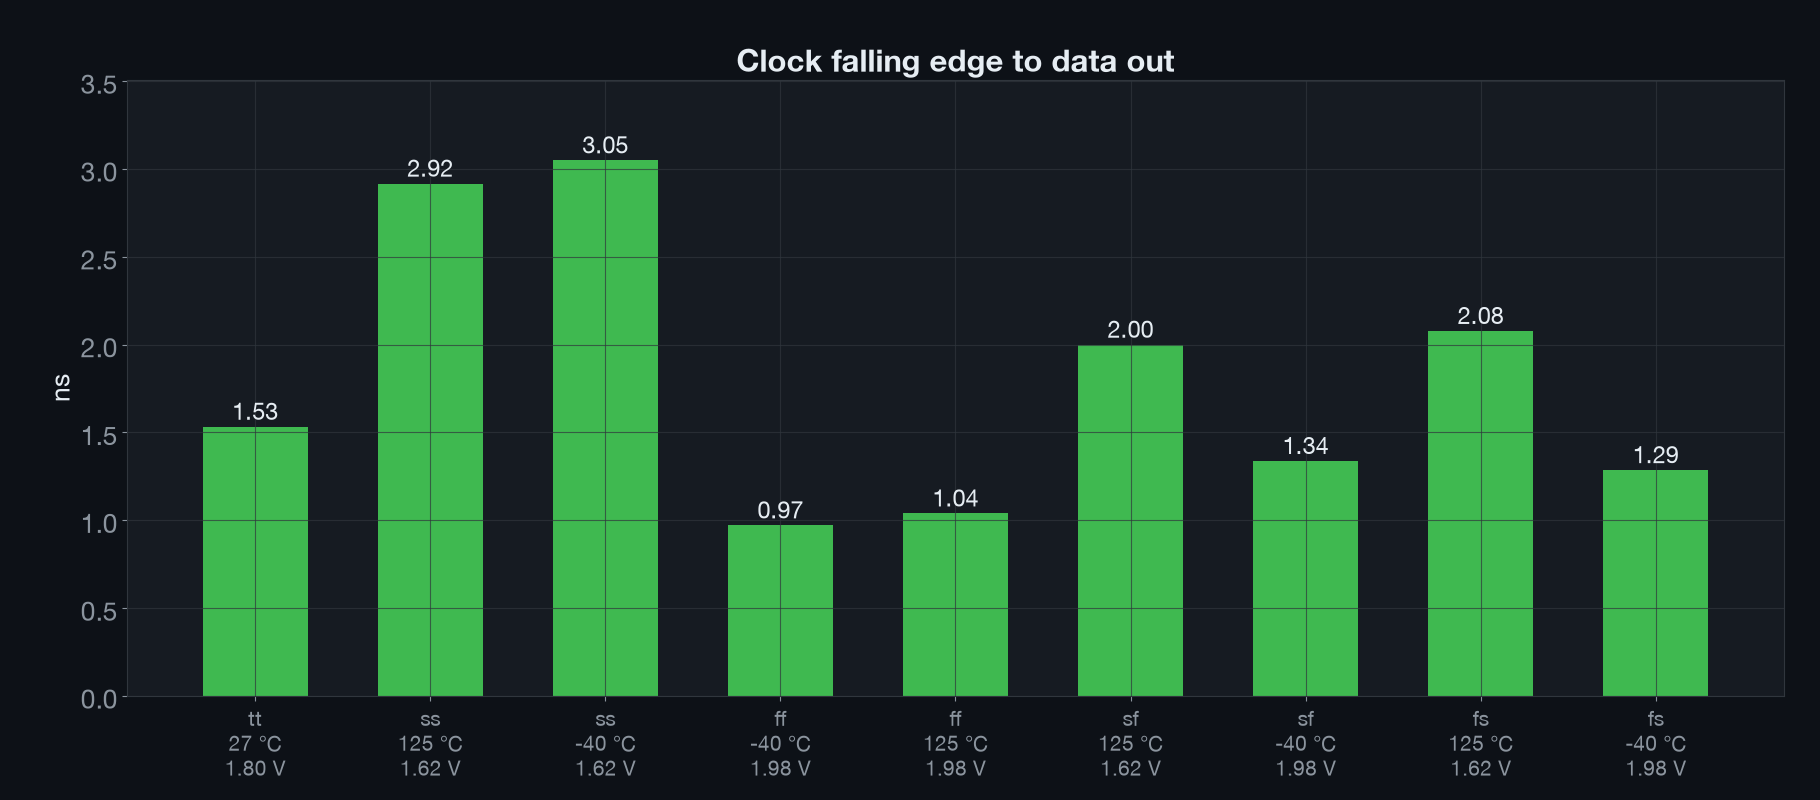 Clock falling edge to data out
3.5
3.0
2.5
2.0
1.5
1.0
0.5
0.0
ns
1.53
2.92
3.05
0.97
1.04
2.00
1.34
2.08
1.29
tt
27 °C
1.80 V
ss
125 °C
1.62 V
ss
-40 °C
1.62 V
ff
-40 °C
1.98 V
ff
125 °C
1.98 V
sf
125 °C
1.62 V
sf
-40 °C
1.98 V
fs
125 °C
1.62 V
fs
-40 °C
1.98 V